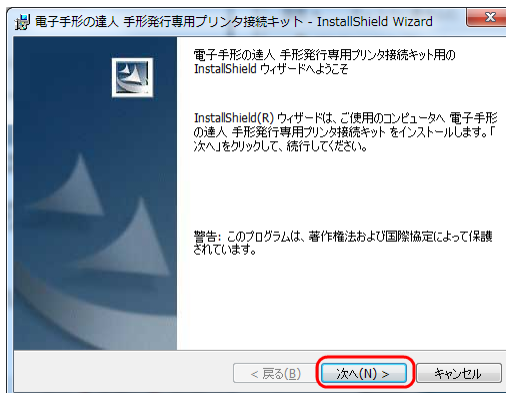 電子手形の達人 手形発行専用プリンタ接続キット - InstallShield Wizard
電子手形の達人 手形発行専用プリンタ接続キット用の
InstallShield ウィザードへようこそ
InstallShield(R) ウィザードは、ご使用のコンピュータへ 電子手形
の達人 手形発行専用プリンタ接続キット をインストールします。「
次へ」をクリックして、続行してください。
警告: このプログラムは、著作権法および国際協定によって保護
されています。
< 戻る(B)
次へ(N) >
キャンセル